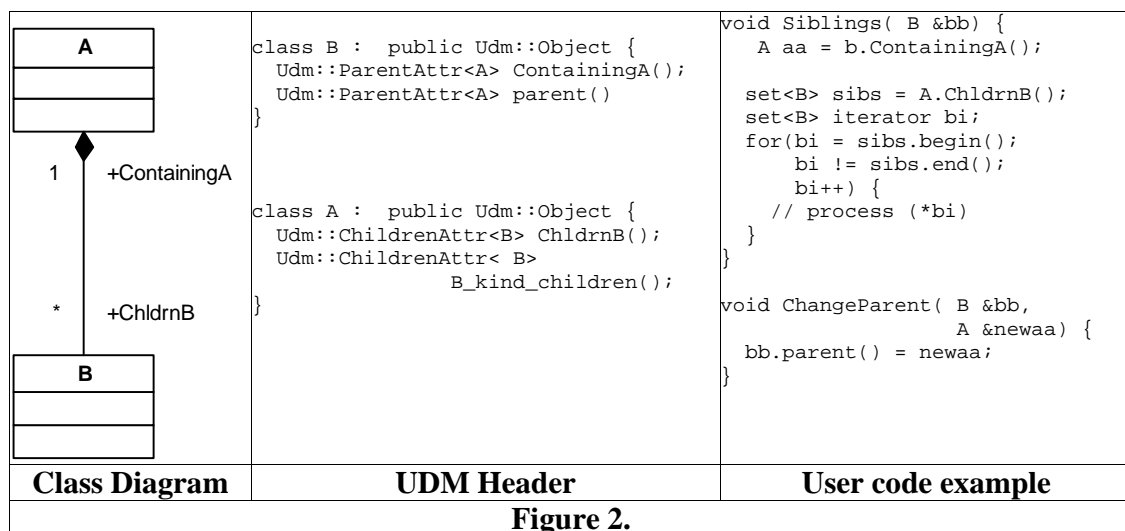 A
1 +ContainingA
* +ChldrnB
B
class B : public Udm::Object {
Udm::ParentAttr<A> ContainingA();
Udm::ParentAttr<A> parent()
}
class A : public Udm::Object {
Udm::ChildrenAttr<B> ChldrnB();
Udm::ChildrenAttr< B>
B_kind_children();
}
void Siblings( B &bb) {
A aa = b.ContainingA();
set<B> sibs = A.ChldrnB();
set<B> iterator bi;
for(bi = sibs.begin();
bi != sibs.end();
bi++) {
// process (*bi)
}
}
void ChangeParent( B &bb,
A &newaa) {
bb.parent() = newaa;
}
Class Diagram
UDM Header
User code example
Figure 2.